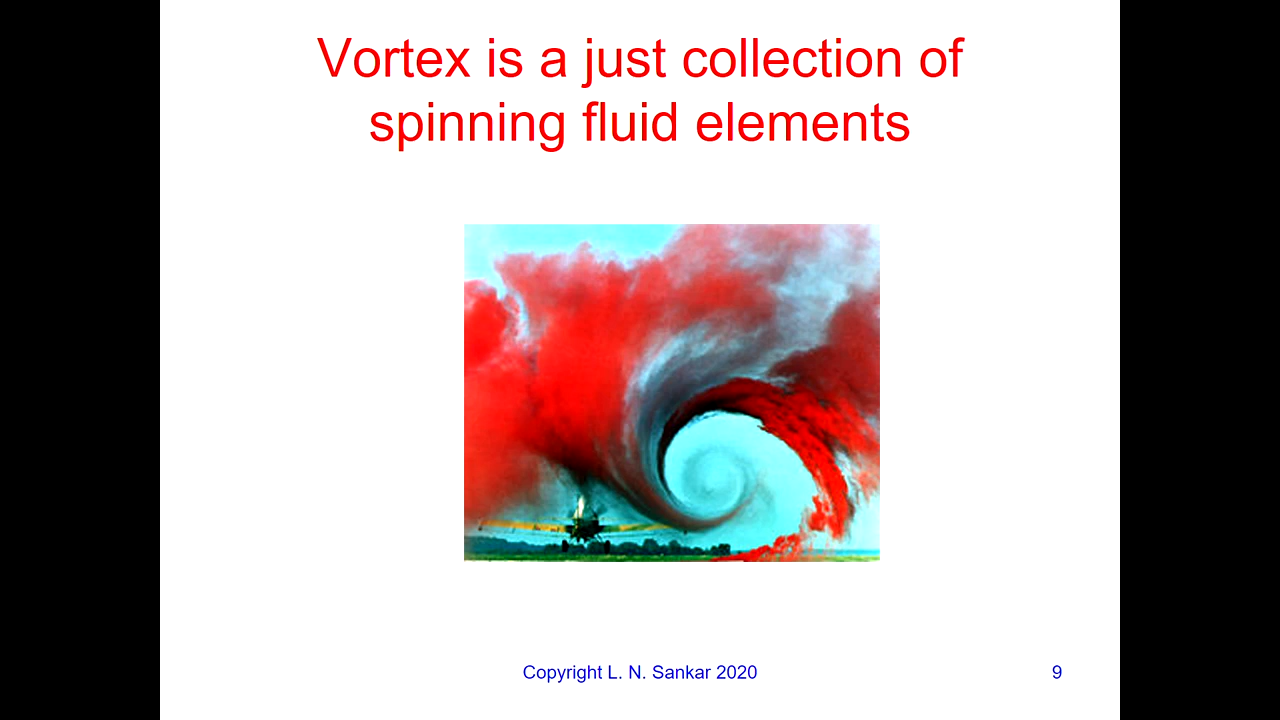 Vortex is a just collection of
spinning fluid elements
Copyright L. N. Sankar 2020
9